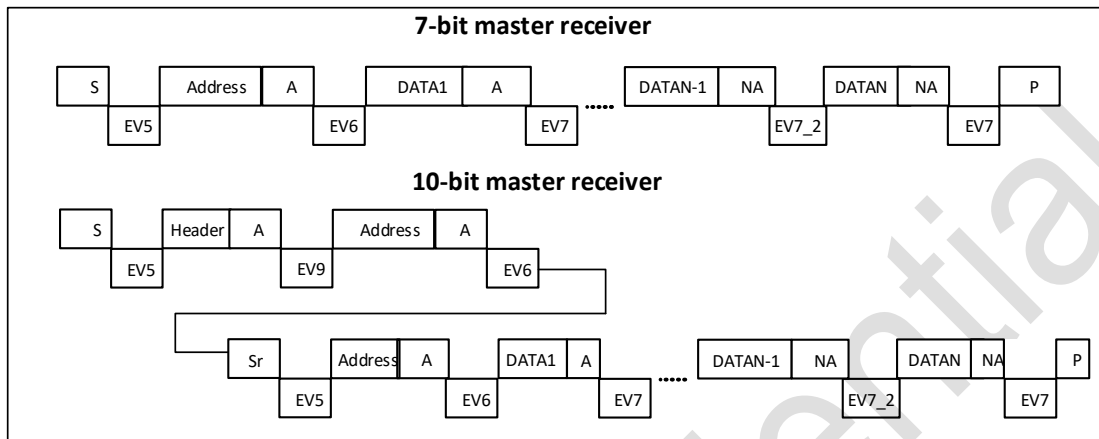 7-bit master receiver
S Address A DATA1 A DATAN-1 NA DATAN NA P
EV5 EV6 EV7 ..... EV7_2 EV7
10-bit master receiver
S Header A Address A
EV5 EV9 EV6
Sr Address A DATA1 A DATAN-1 NA DATAN NA P
EV5 EV6 EV7 ..... EV7_2 EV7
ential